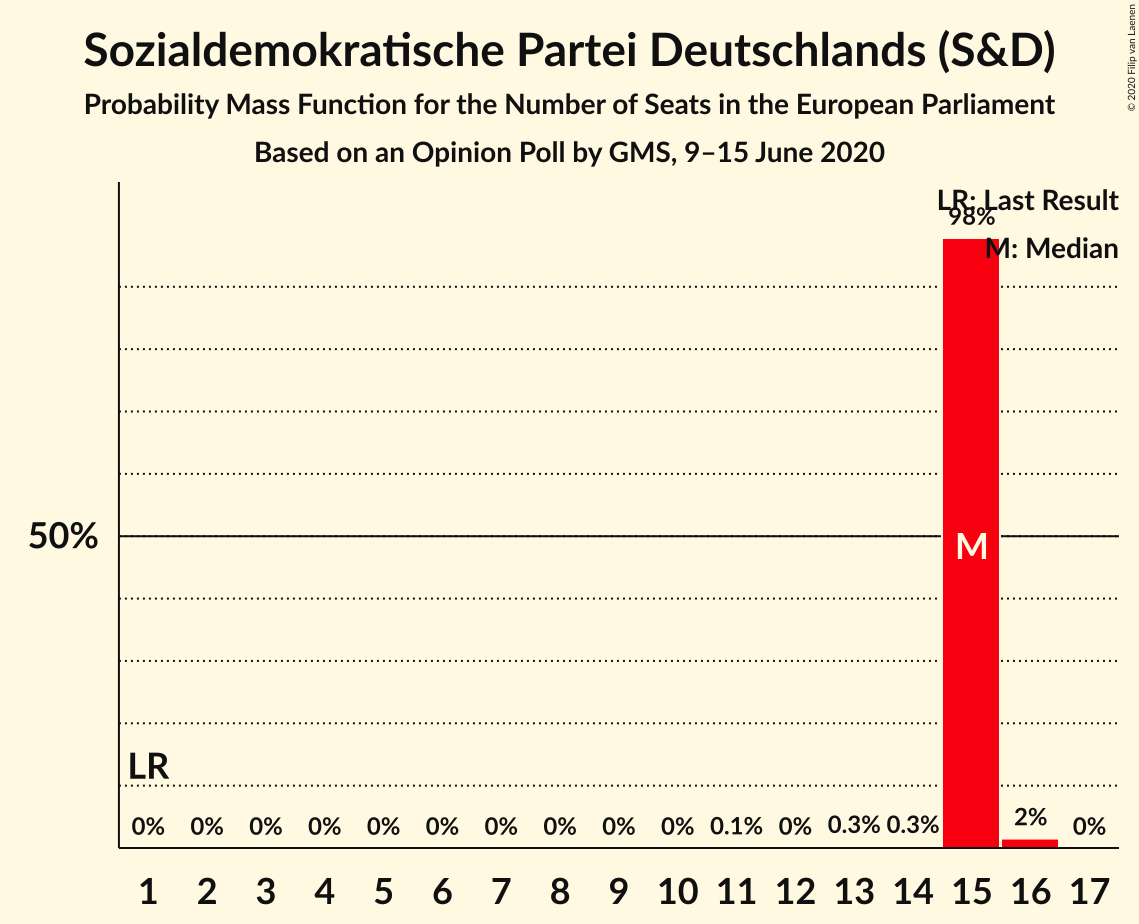 Sozialdemokratische Partei Deutschlands (S&D)
Probability Mass Function for the Number of Seats in the European Parliament
Based on an Opinion Poll by GMS, 9–15 June 2020
© 2020 Filip van Laenen
LR: Last Result
98%
M: Median
50%
M
LR
0% 0% 0% 0% 0% 0% 0% 0% 0% 0% 0.1% 0% 0.3% 0.3% 2% 0%
1 2 3 4 5 6 7 8 9 10 11 12 13 14 15 16 17